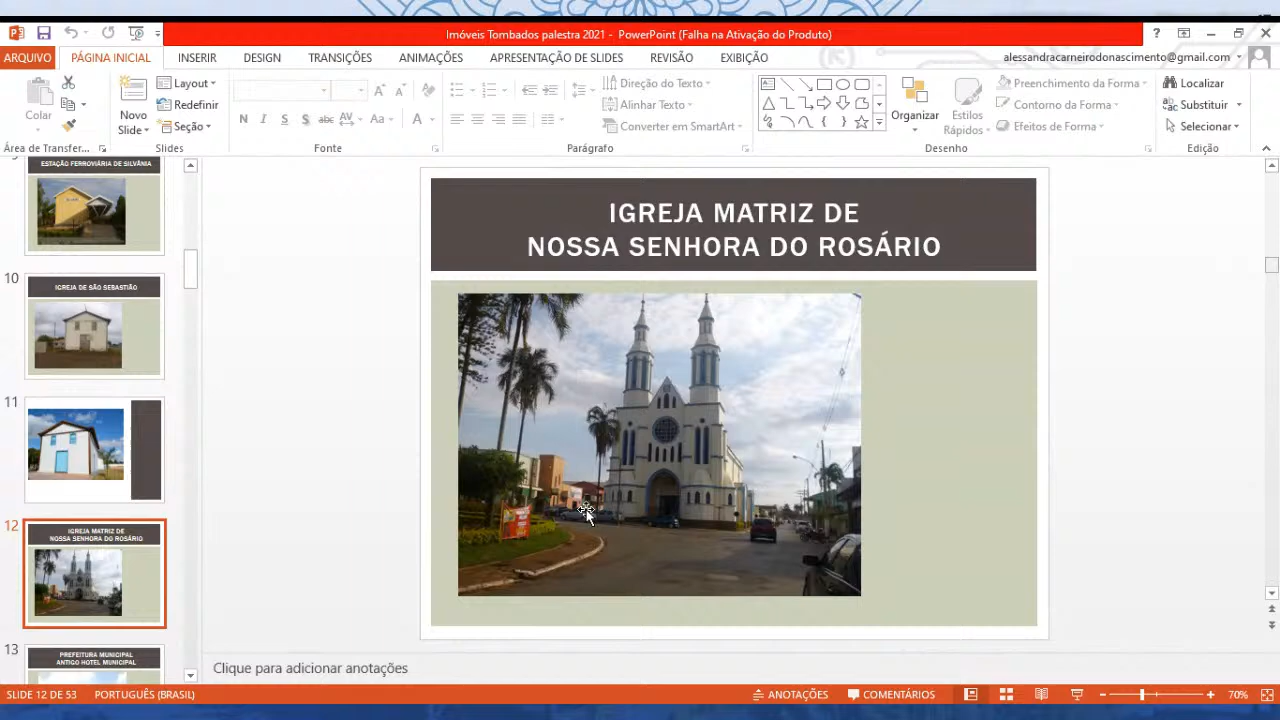 Imóveis Tombados palestra 2021 - PowerPoint (Falha na Ativação do Produto)
ARQUIVO PÁGINA INICIAL INSERIR DESIGN TRANSIÇÕES ANIMAÇÕES APRESENTAÇÃO DE SLIDES REVISÃO EXIBIÇÃO alessandracarneirodonascimento@gmail.com
Colar
Novo
Slide
Layout
Redefinir
Seção
N I S S abc AV Aa A
Direção do Texto
Alinhar Texto
Converter em SmartArt
Organizar
Estilos
Rápidos
Preenchimento da Forma
Contorno da Forma
Efeitos de Forma
Localizar
Substituir
Selecionar
Área de Transfer... Slides Fonte Parágrafo Desenho Edição
ESTAÇÃO FERROVIÁRIA DE SILVÂNIA
10
IGREJA DE SÃO SEBASTIÃO
11
12
IGREJA MATRIZ DE
NOSSA SENHORA DO ROSÁRIO
13
PREFEITURA MUNICIPAL
ANTIGO HOTEL MUNICIPAL
IGREJA MATRIZ DE
NOSSA SENHORA DO ROSÁRIO
Clique para adicionar anotações
SLIDE 12 DE 53 PORTUGUÊS (BRASIL) ANOTAÇÕES COMENTÁRIOS 70%